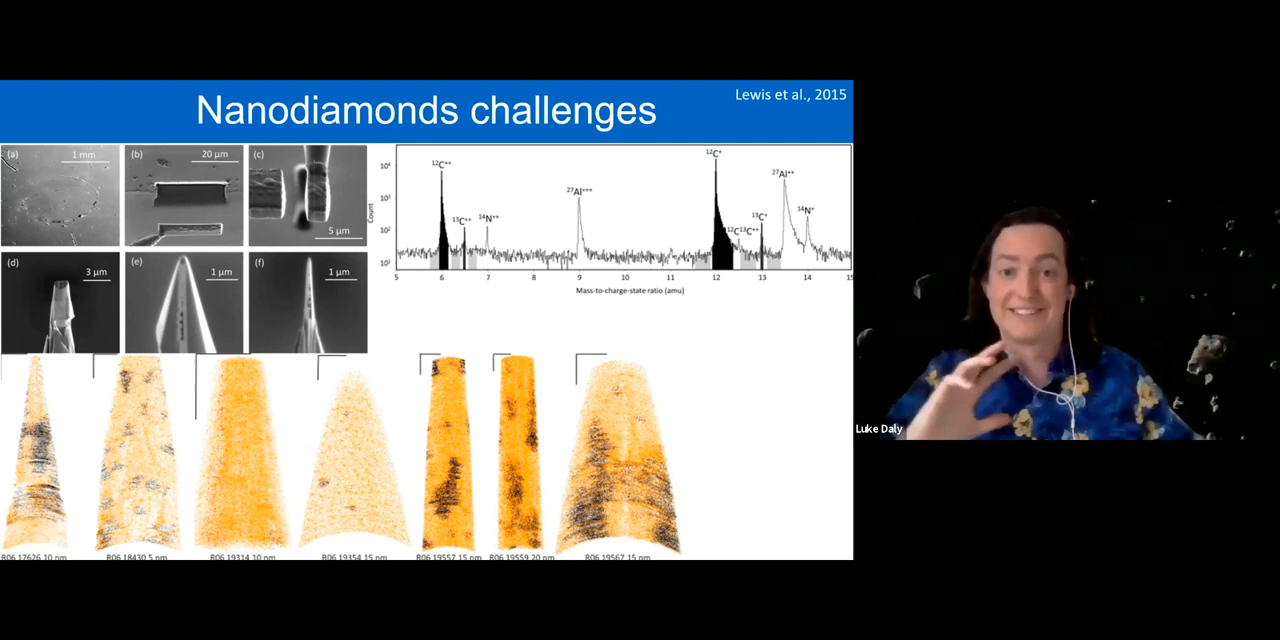 Nanodiamonds challenges
Lewis et al., 2015
(a)
1 mm
(b)
20 µm
(c)
5 µm
(d)
3 µm
(e)
1 µm
(f)
1 µm
Count
10⁴
10³
10²
10¹
¹²C⁺⁺
¹³C⁺⁺
¹⁴N⁺⁺
²⁷Al⁺⁺⁺
¹²C⁺
¹²C¹³C⁺⁺
¹³C⁺
²⁷Al⁺⁺
¹⁴N⁺
5 6 7 8 9 10 11 12 13 14 15
Mass-to-charge-state ratio (amu)
Luke Daly
R06 17626 10 nm
R06 18430 5 nm
R06 19314 10 nm
R06 19354 15 nm
R06 19557 15 nm
R06 19559 20 nm
R06 19567 15 nm